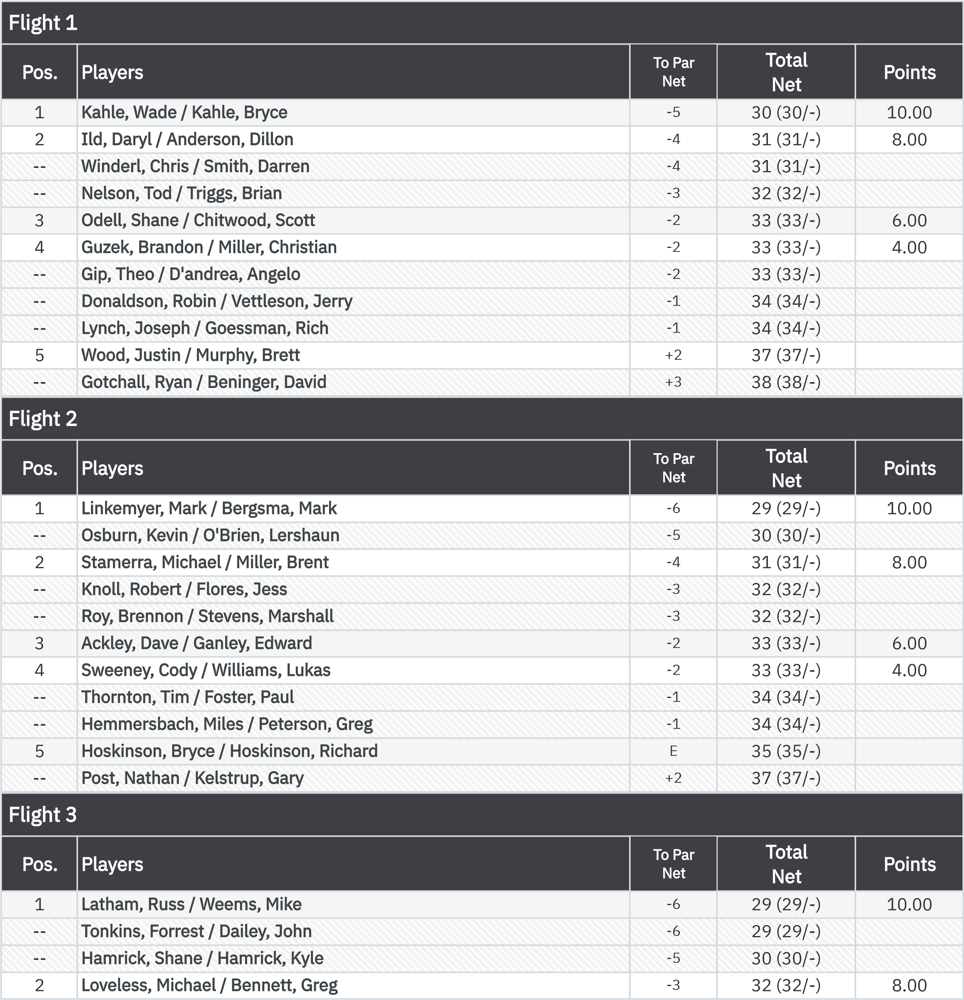 Flight 1
Pos. Players To Par Net Total Net Points
1 Kahle, Wade / Kahle, Bryce -5 30 (30/-) 10.00
2 Ild, Daryl / Anderson, Dillon -4 31 (31/-) 8.00
-- Winderl, Chris / Smith, Darren -4 31 (31/-)
-- Nelson, Tod / Triggs, Brian -3 32 (32/-)
3 Odell, Shane / Chitwood, Scott -2 33 (33/-) 6.00
4 Guzek, Brandon / Miller, Christian -2 33 (33/-) 4.00
-- Gip, Theo / D'andrea, Angelo -2 33 (33/-)
-- Donaldson, Robin / Vettleson, Jerry -1 34 (34/-)
-- Lynch, Joseph / Goessman, Rich -1 34 (34/-)
5 Wood, Justin / Murphy, Brett +2 37 (37/-)
-- Gotchall, Ryan / Beninger, David +3 38 (38/-)
Flight 2
Pos. Players To Par Net Total Net Points
1 Linkemyer, Mark / Bergsma, Mark -6 29 (29/-) 10.00
-- Osburn, Kevin / O'Brien, Lershaun -5 30 (30/-)
2 Stamerra, Michael / Miller, Brent -4 31 (31/-) 8.00
-- Knoll, Robert / Flores, Jess -3 32 (32/-)
-- Roy, Brennon / Stevens, Marshall -3 32 (32/-)
3 Ackley, Dave / Ganley, Edward -2 33 (33/-) 6.00
4 Sweeney, Cody / Williams, Lukas -2 33 (33/-) 4.00
-- Thornton, Tim / Foster, Paul -1 34 (34/-)
-- Hemmersbach, Miles / Peterson, Greg -1 34 (34/-)
5 Hoskinson, Bryce / Hoskinson, Richard E 35 (35/-)
-- Post, Nathan / Kelstrup, Gary +2 37 (37/-)
Flight 3
Pos. Players To Par Net Total Net Points
1 Latham, Russ / Weems, Mike -6 29 (29/-) 10.00
-- Tonkins, Forrest / Dailey, John -6 29 (29/-)
-- Hamrick, Shane / Hamrick, Kyle -5 30 (30/-)
2 Loveless, Michael / Bennett, Greg -3 32 (32/-) 8.00